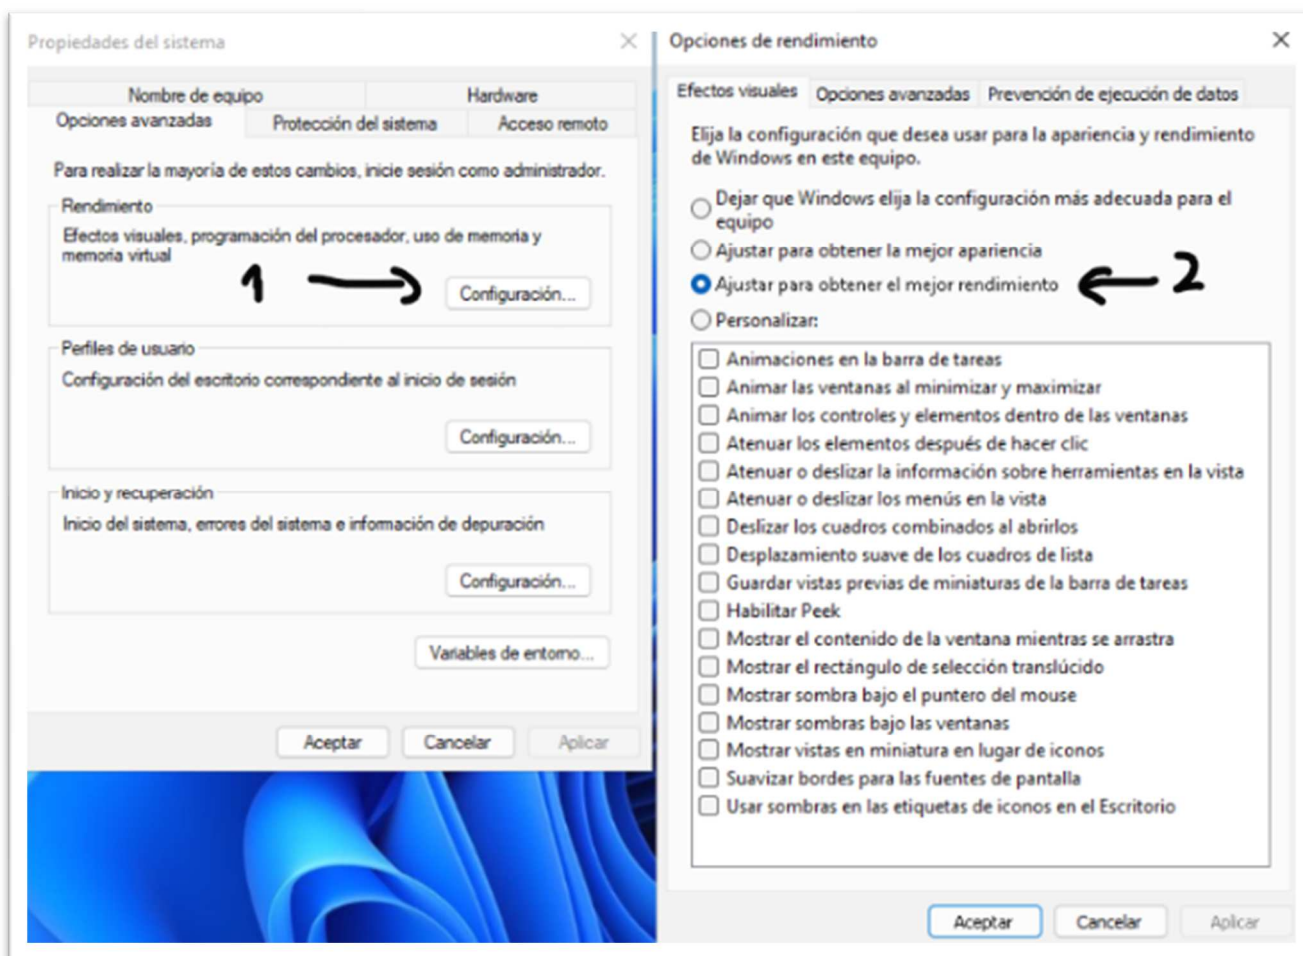 Propiedades del sistema
Nombre de equipo
Hardware
Opciones avanzadas
Protección del sistema
Acceso remoto
Para realizar la mayoría de estos cambios, inicie sesión como administrador.
Rendimiento
Efectos visuales, programación del procesador, uso de memoria y
memoria virtual
1
Configuración...
Perfiles de usuario
Configuración del escritorio correspondiente al inicio de sesión
Configuración...
Inicio y recuperación
Inicio del sistema, errores del sistema e información de depuración
Configuración...
Variables de entorno...
Aceptar
Cancelar
Aplicar
Opciones de rendimiento
Efectos visuales
Opciones avanzadas
Prevención de ejecución de datos
Elija la configuración que desea usar para la apariencia y rendimiento
de Windows en este equipo.
Dejar que Windows elija la configuración más adecuada para el
equipo
Ajustar para obtener la mejor apariencia
Ajustar para obtener el mejor rendimiento
2
Personalizar:
Animaciones en la barra de tareas
Animar las ventanas al minimizar y maximizar
Animar los controles y elementos dentro de las ventanas
Atenuar los elementos después de hacer clic
Atenuar o deslizar la información sobre herramientas en la vista
Atenuar o deslizar los menús en la vista
Deslizar los cuadros combinados al abrirlos
Desplazamiento suave de los cuadros de lista
Guardar vistas previas de miniaturas de la barra de tareas
Habilitar Peek
Mostrar el contenido de la ventana mientras se arrastra
Mostrar el rectángulo de selección translúcido
Mostrar sombra bajo el puntero del mouse
Mostrar sombras bajo las ventanas
Mostrar vistas en miniatura en lugar de iconos
Suavizar bordes para las fuentes de pantalla
Usar sombras en las etiquetas de iconos en el Escritorio
Aceptar
Cancelar
Aplicar